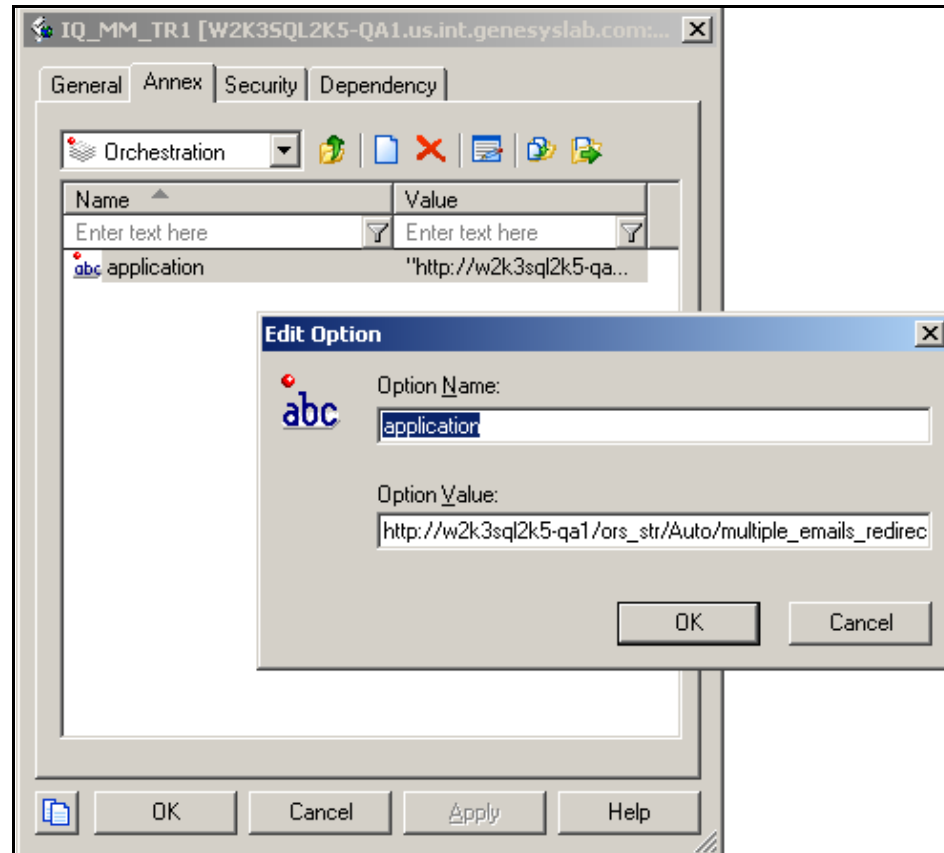 IQ_MM_TR1 [W2K3SQL2K5-QA1.us.int.genesyslab.com:...
General Annex Security Dependency
Orchestration
Name Value
Enter text here Enter text here
abc application "http://w2k3sql2k5-qa...
Edit Option
abc
Option Name:
application
Option Value:
http://w2k3sql2k5-qa1/ors_str/Auto/multiple_emails_redirec
OK Cancel
OK Cancel Apply Help